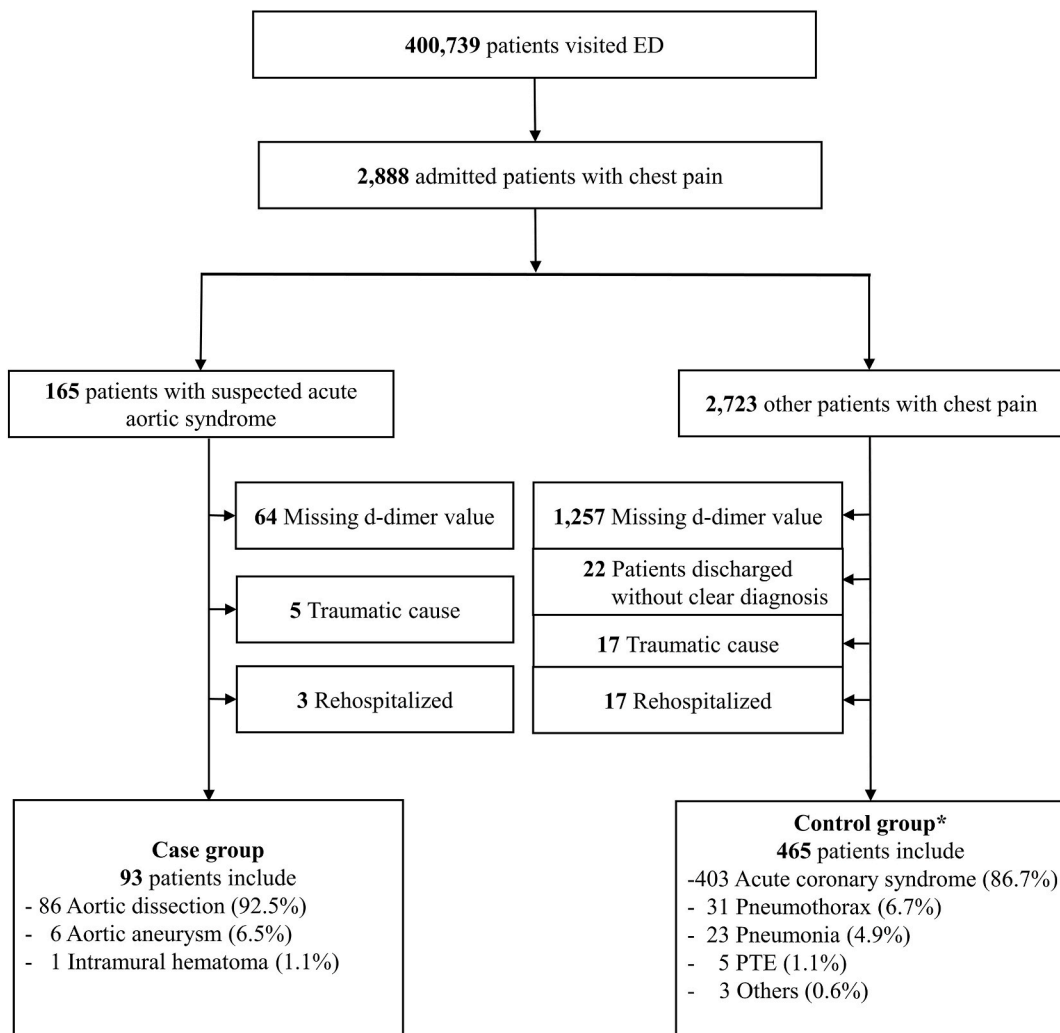 400,739 patients visited ED
2,888 admitted patients with chest pain
165 patients with suspected acute
aortic syndrome
2,723 other patients with chest pain
64 Missing d-dimer value
5 Traumatic cause
3 Rehospitalized
1,257 Missing d-dimer value
22 Patients discharged
without clear diagnosis
17 Traumatic cause
17 Rehospitalized
Case group
93 patients include
- 86 Aortic dissection (92.5%)
- 6 Aortic aneurysm (6.5%)
- 1 Intramural hematoma (1.1%)
Control group*
465 patients include
-403 Acute coronary syndrome (86.7%)
- 31 Pneumothorax (6.7%)
- 23 Pneumonia (4.9%)
- 5 PTE (1.1%)
- 3 Others (0.6%)